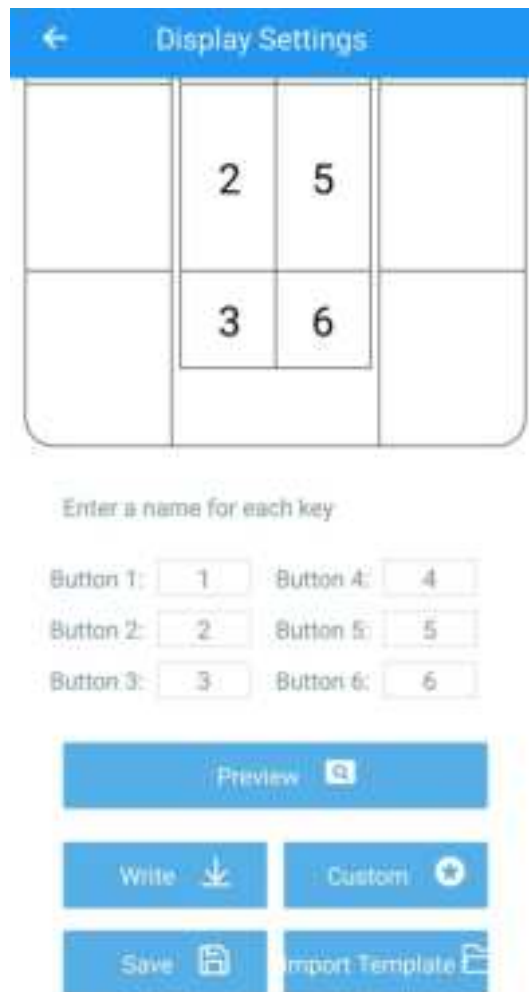 Display Settings
2 5
3 6
Enter a name for each key
Button 1: 1 Button 4: 4
Button 2: 2 Button 5: 5
Button 3: 3 Button 6: 6
Preview
Write Custom
Save Import Template